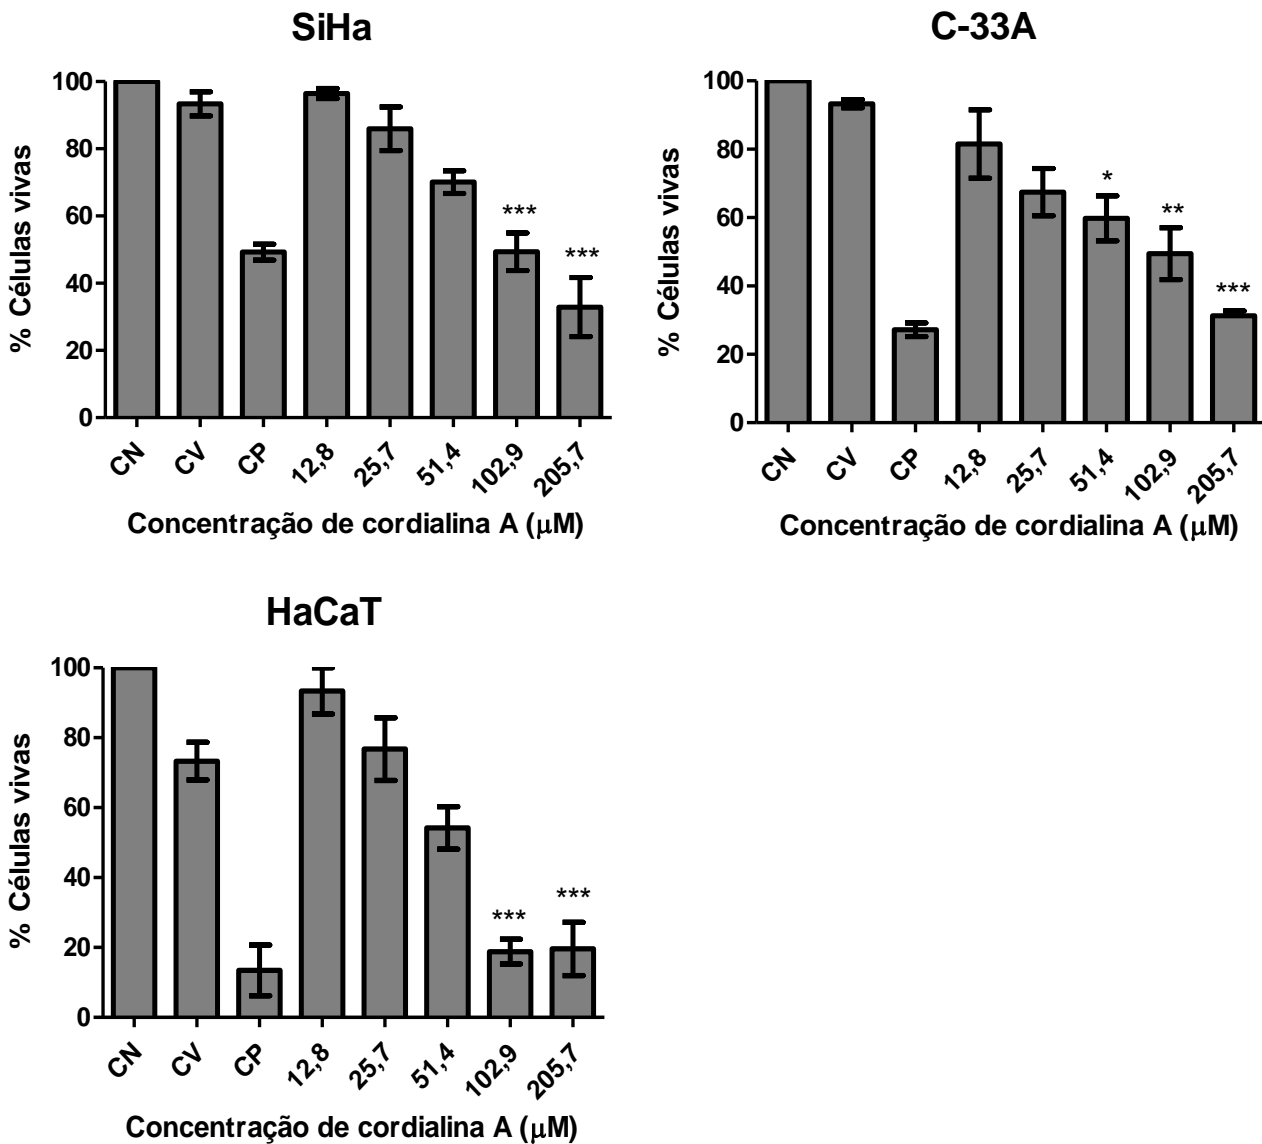 SiHa
% Células vivas
100
80
60
40
20
0
***
***
CN CV CP 12,8 25,7 51,4 102,9 205,7
Concentração de cordialina A (μM)
C-33A
% Células vivas
100
80
60
40
20
0
*
**
***
CN CV CP 12,8 25,7 51,4 102,9 205,7
Concentração de cordialina A (μM)
HaCaT
% Células vivas
100
80
60
40
20
0
***
***
CN CV CP 12,8 25,7 51,4 102,9 205,7
Concentração de cordialina A (μM)